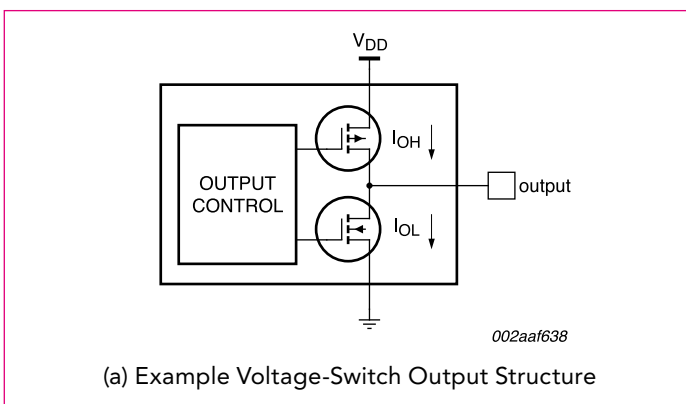 VDD
IOH
OUTPUT
CONTROL
output
IOL
002aaf638
(a) Example Voltage-Switch Output Structure